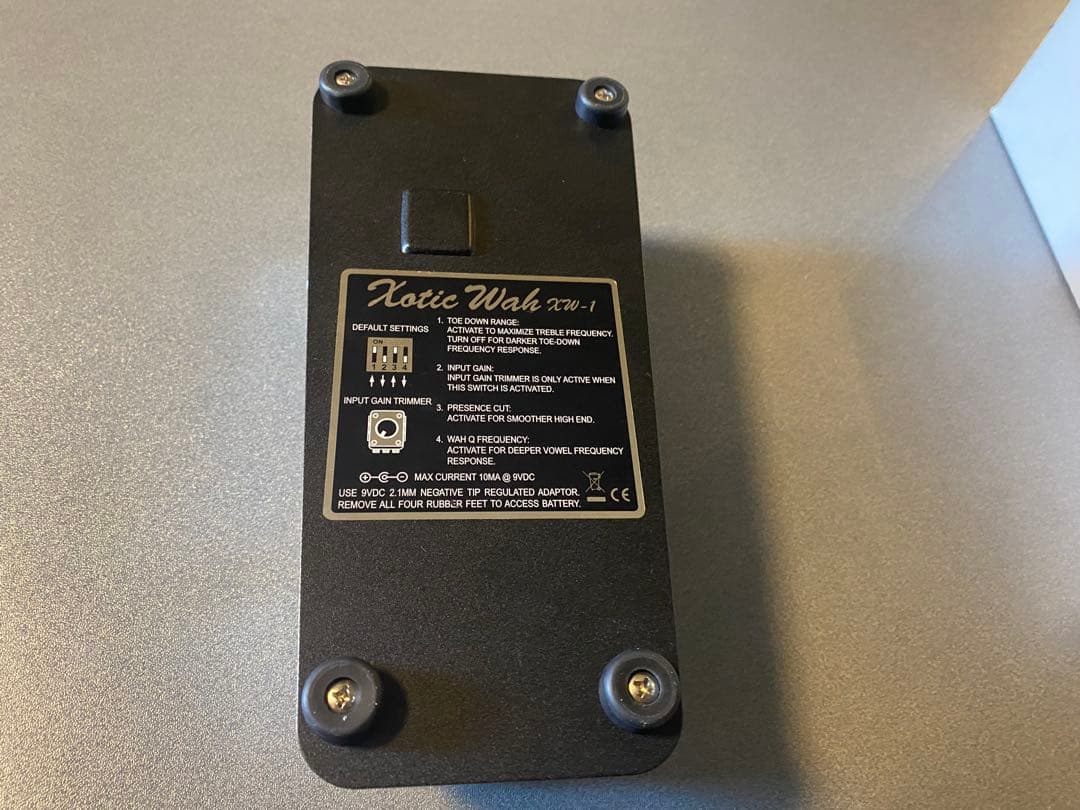 Xotic Wah XW-1
DEFAULT SETTINGS
ON
1 2 3 4
INPUT GAIN TRIMMER
1. TOE DOWN RANGE:
ACTIVATE TO MAXIMIZE TREBLE FREQUENCY.
TURN OFF FOR DARKER TOE-DOWN
FREQUENCY RESPONSE.
2. INPUT GAIN:
INPUT GAIN TRIMMER IS ONLY ACTIVE WHEN
THIS SWITCH IS ACTIVATED.
3. PRESENCE CUT:
ACTIVATE FOR SMOOTHER HIGH END.
4. WAH Q FREQUENCY:
ACTIVATE FOR DEEPER VOWEL FREQUENCY
RESPONSE.
MAX CURRENT 10MA @ 9VDC
USE 9VDC 2.1MM NEGATIVE TIP REGULATED ADAPTOR.
REMOVE ALL FOUR RUBBER FEET TO ACCESS BATTERY.
CE